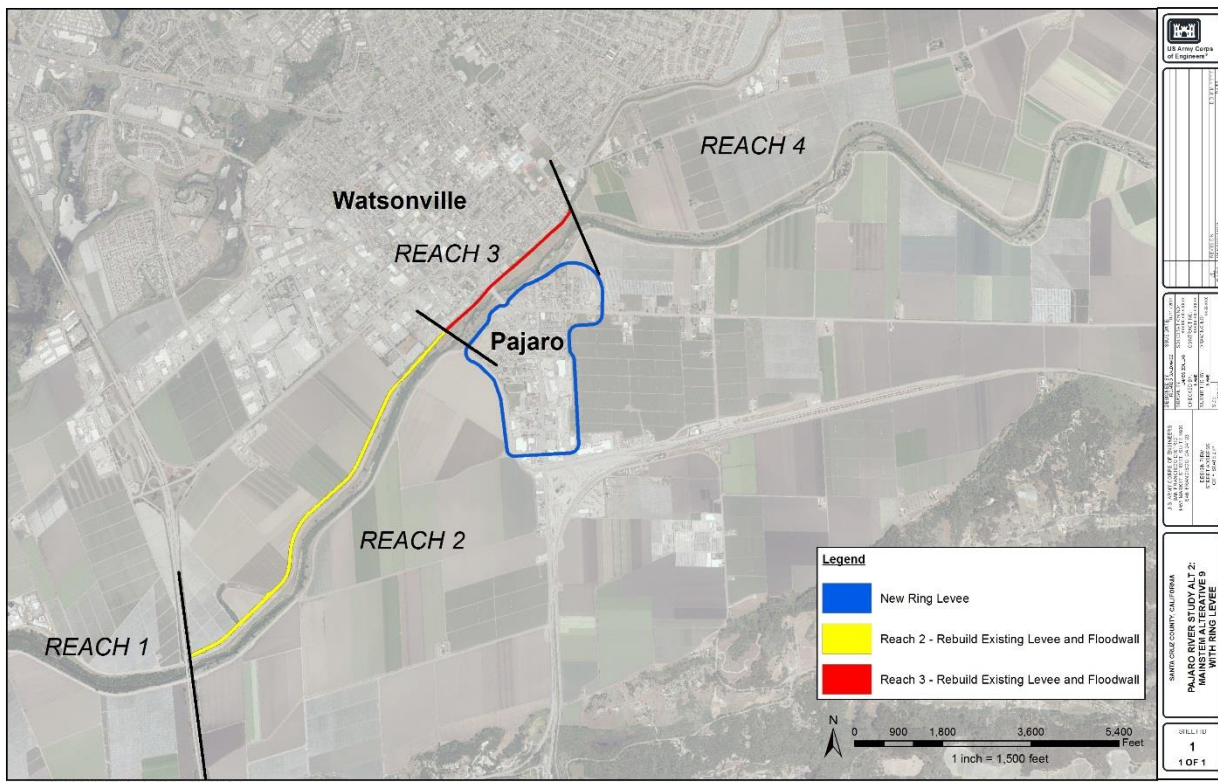 REACH 4
Watsonville
REACH 3
Pajaro
REACH 2
REACH 1
Legend
New Ring Levee
Reach 2 - Rebuild Existing Levee and Floodwall
Reach 3 - Rebuild Existing Levee and Floodwall
N
0 900 1,800 3,600 5,400
Feet
1 inch = 1,500 feet
US Army Corps
of Engineers®
SANTA CRUZ COUNTY, CALIFORNIA
PAJARO RIVER STUDY ALT 2:
MAINSTEM ALTERATIVE 9
WITH RING LEVEE
SHEET ID
1
1 OF 1